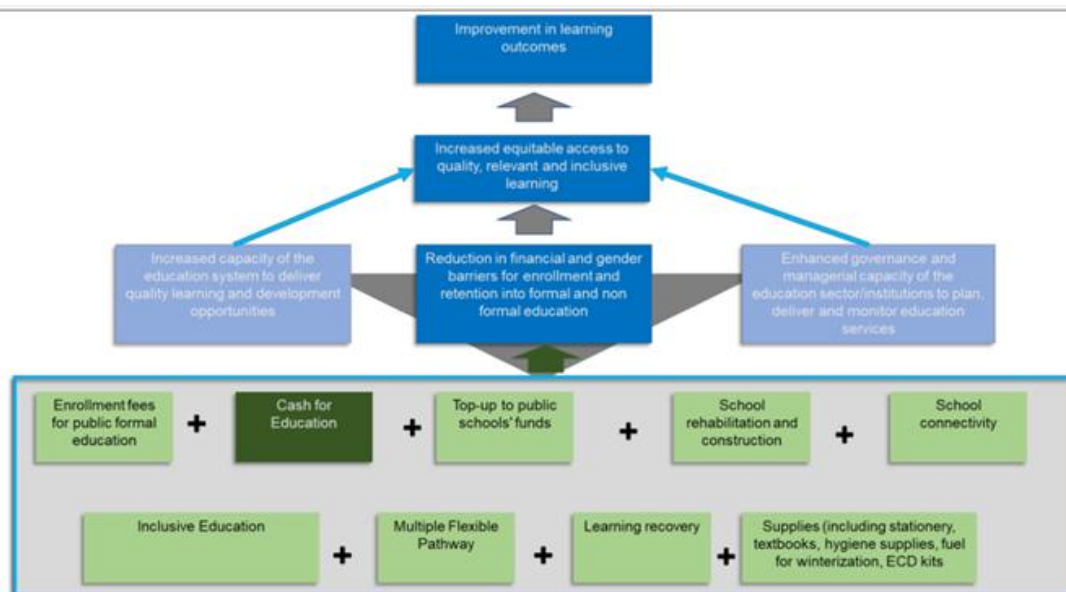 Improvement in learning
outcomes
Increased equitable access to
quality, relevant and inclusive
learning
Increased capacity of the
education system to deliver
quality learning and development
opportunities
Reduction in financial and gender
barriers for enrollment and
retention into formal and non
formal education
Enhanced governance and
managerial capacity of the
education sector/institutions to plan,
deliver and monitor education
services
Enrollment fees
for public formal
education
+
Cash for
Education
+
Top-up to public
schools' funds
+
School
rehabilitation and
construction
+
School
connectivity
Inclusive Education
+
Multiple Flexible
Pathway
+
Learning recovery
+
Supplies (including stationery,
textbooks, hygiene supplies, fuel
for winterization, ECD kits